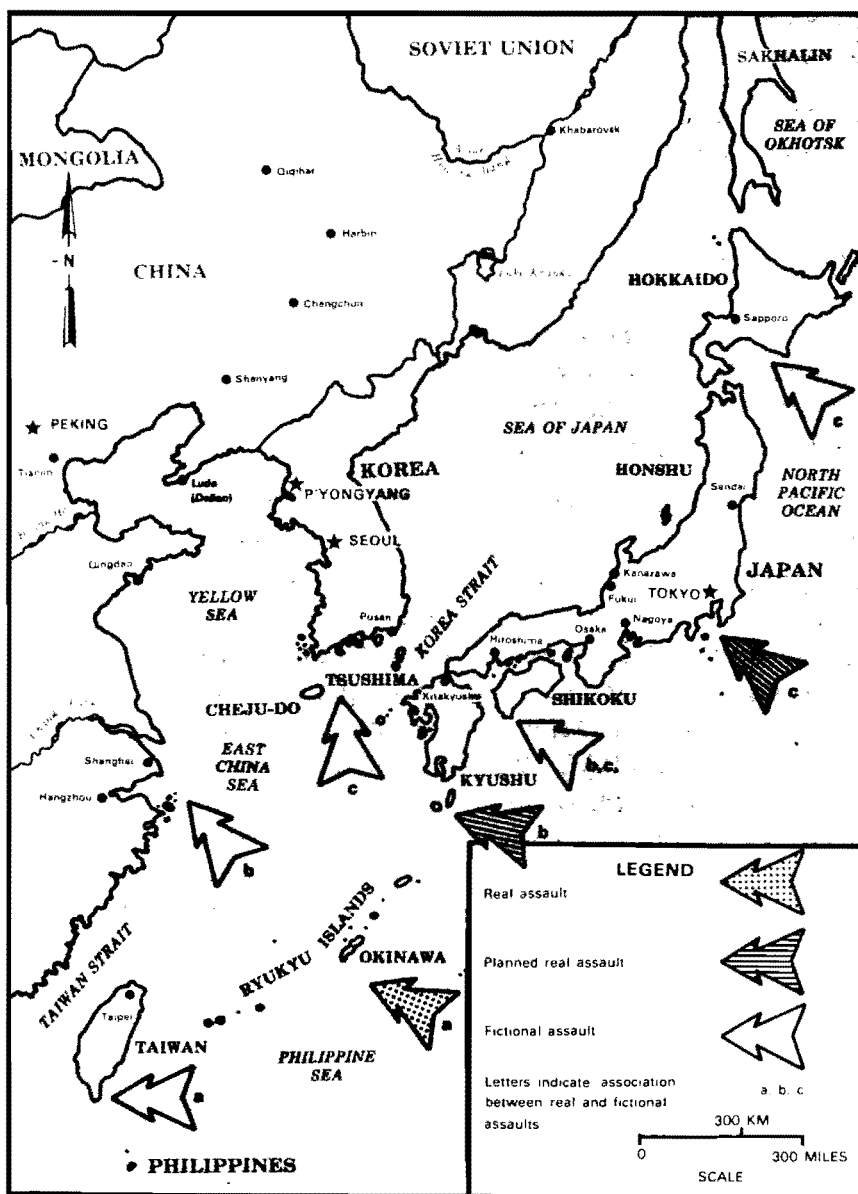 SOVIET UNION
SAKHALIN
SEA OF
OKHOTSK
MONGOLIA
Khabarovsk
Qiqihar
- N
Harbin
CHINA
Changchun
HOKKAIDO
Sapporo
Shenyang
c
PEKING
SEA OF JAPAN
Tianjin
KOREA
HONSHU
NORTH
PACIFIC
OCEAN
Luda
(Dalian)
P'YONGYANG
Sendai
SEOUL
Qingdao
Kanazawa
JAPAN
YELLOW
SEA
KOREA STRAIT
Fukui
TOKYO
Pusan
Nagoya
Hiroshima
Osaka
TSUSHIMA
c
CHEJU-DO
Kitakyushu
SHIKOKU
EAST
CHINA
SEA
b,c,
Shanghai
KYUSHU
c
Hangzhou
b
b
LEGEND
Real assault
RYUKYU ISLANDS
TAIWAN STRAIT
OKINAWA
Planned real assault
a
Taipei
Fictional assault
TAIWAN
PHILIPPINE
SEA
Letters indicate association
between real and fictional
assaults
a, b, c
a
300 KM
0
300 MILES
SCALE
PHILIPPINES